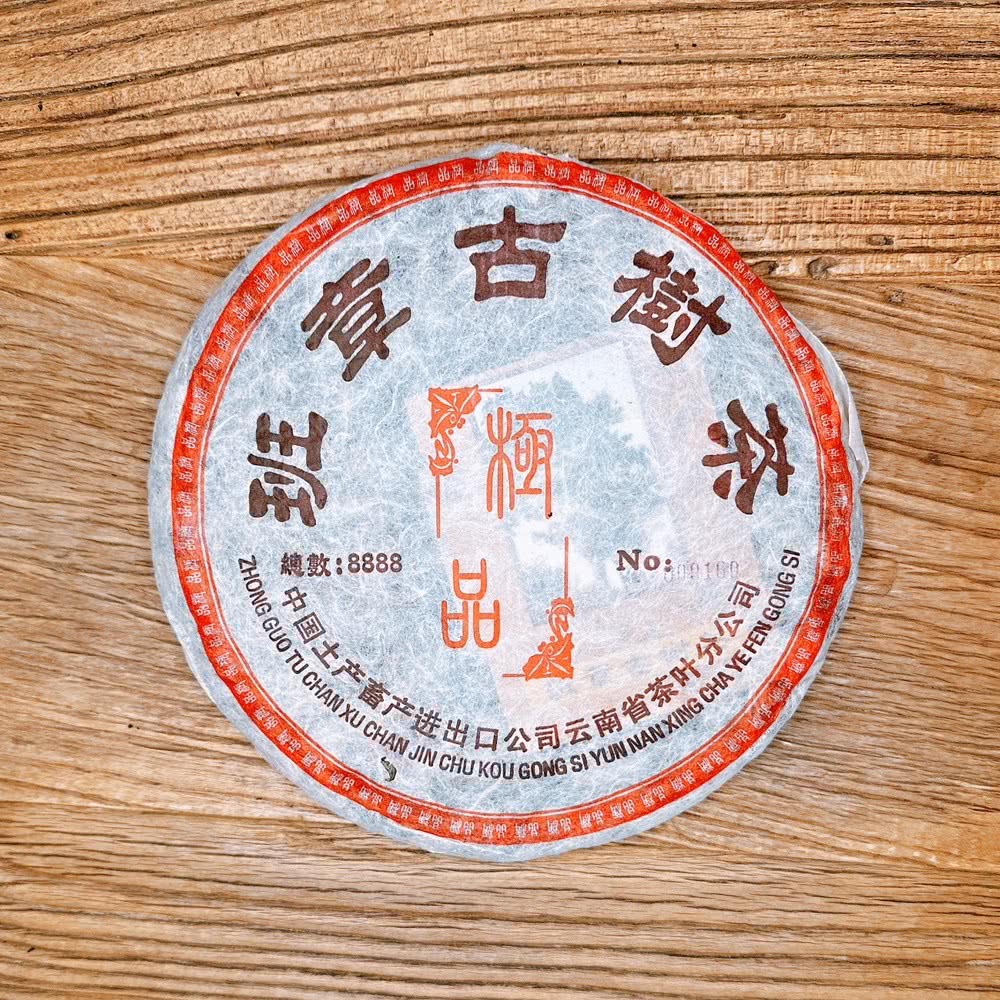 班章古樹茶
極品
總數:8888
No:
中国土产畜产进出口公司云南省茶叶分公司
ZHONG GUO TU CHAN XU CHAN JIN CHU KOU GONG SI YUN NAN XING CHA YE FEN GONG SI